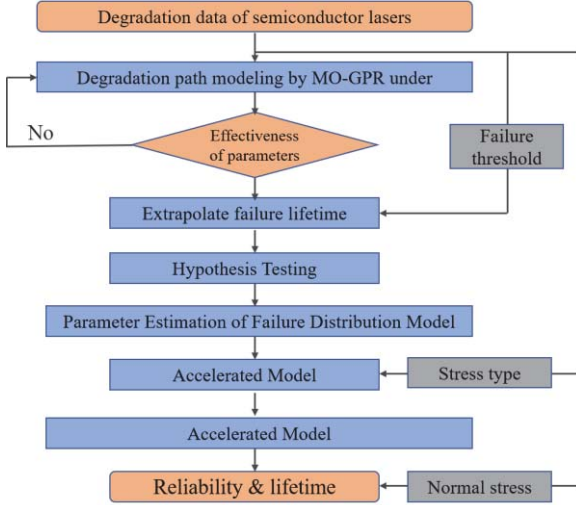 Degradation data of semiconductor lasers
Degradation path modeling by MO-GPR under
No
Effectiveness
of parameters
Failure
threshold
Extrapolate failure lifetime
Hypothesis Testing
Parameter Estimation of Failure Distribution Model
Accelerated Model
Stress type
Accelerated Model
Reliability & lifetime
Normal stress